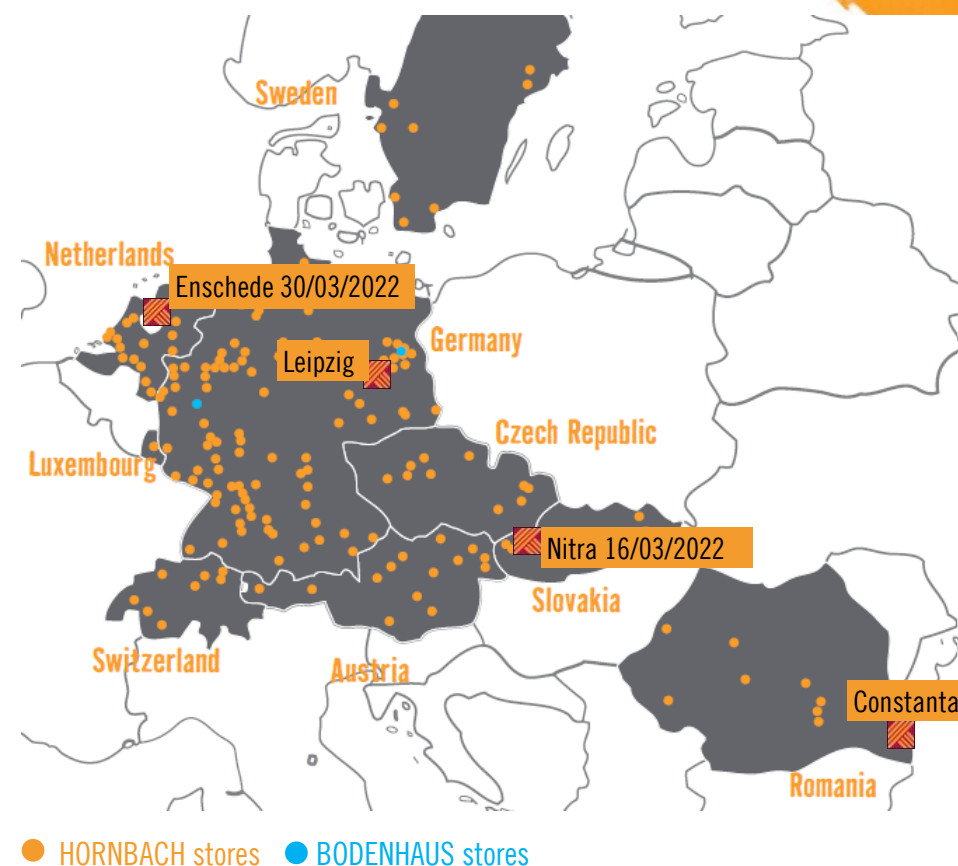 Sweden
Netherlands
Enschede 30/03/2022
Germany
Leipzig
Czech Republic
Luxembourg
Nitra 16/03/2022
Slovakia
Switzerland
Austria
Constanta
Romania
HORNBACH stores
BODENHAUS stores